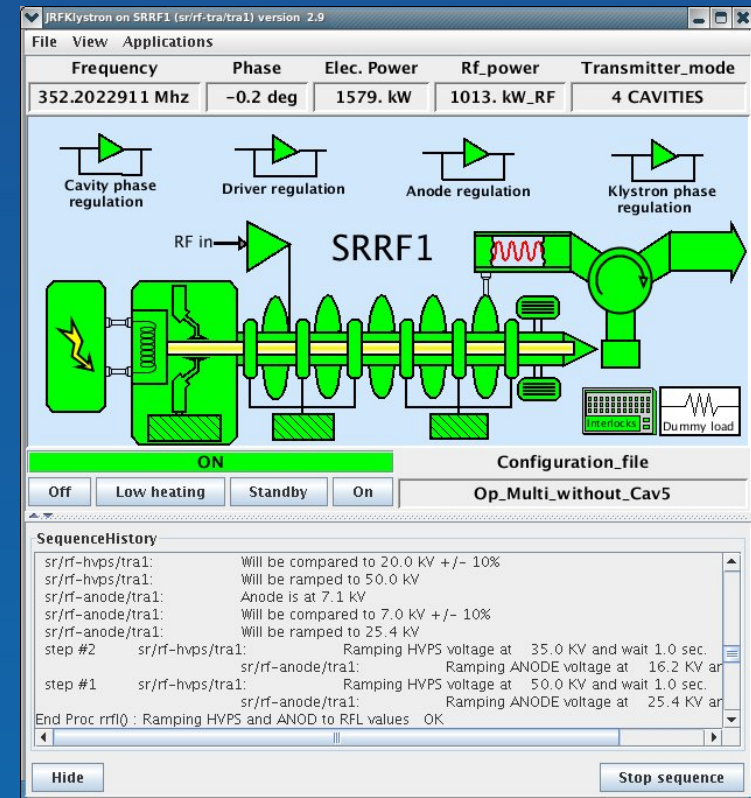 JRFKlystron on SRRF1 (sr/rf-tra/tra1) version 2.9
File View Applications
Frequency Phase Elec. Power Rf_power Transmitter_mode
352.2022911 Mhz -0.2 deg 1579. kW 1013. kW_RF 4 CAVITIES
Cavity phase
regulation
Driver regulation
Anode regulation
Klystron phase
regulation
RF in
SRRF1
Interlocks
Dummy load
ON
Configuration_file
Off Low heating Standby On
Op_Multi_without_Cav5
SequenceHistory
sr/rf-hvps/tra1: Will be compared to 20.0 kV +/- 10%
sr/rf-hvps/tra1: Will be ramped to 50.0 kV
sr/rf-anode/tra1: Anode is at 7.1 kV
sr/rf-anode/tra1: Will be compared to 7.0 kV +/- 10%
sr/rf-anode/tra1: Will be ramped to 25.4 kV
step #2 sr/rf-hvps/tra1: Ramping HVPS voltage at 35.0 KV and wait 1.0 sec.
sr/rf-anode/tra1: Ramping ANODE voltage at 16.2 KV ar
step #1 sr/rf-hvps/tra1: Ramping HVPS voltage at 50.0 KV and wait 1.0 sec.
sr/rf-anode/tra1: Ramping ANODE voltage at 25.4 KV ar
End Proc rrfl() : Ramping HVPS and ANOD to RFL values OK
Hide
Stop sequence